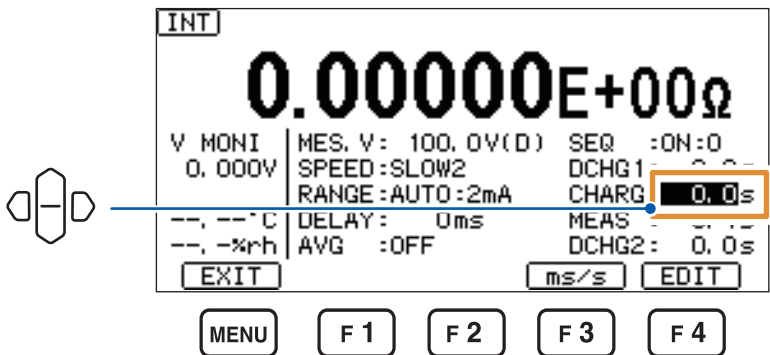 INT
0.00000E+00Ω
V MONI
0.000V
--.--°C
--.-%rh
MES.V: 100.0V(D)
SPEED:SLOW2
RANGE:AUTO:2mA
DELAY: 0ms
AVG :OFF
SEQ :ON:0
DCHG1:
CHARG 0.0s
MEAS
DCHG2: 0.0s
EXIT ms/s EDIT
MENU F1 F2 F3 F4